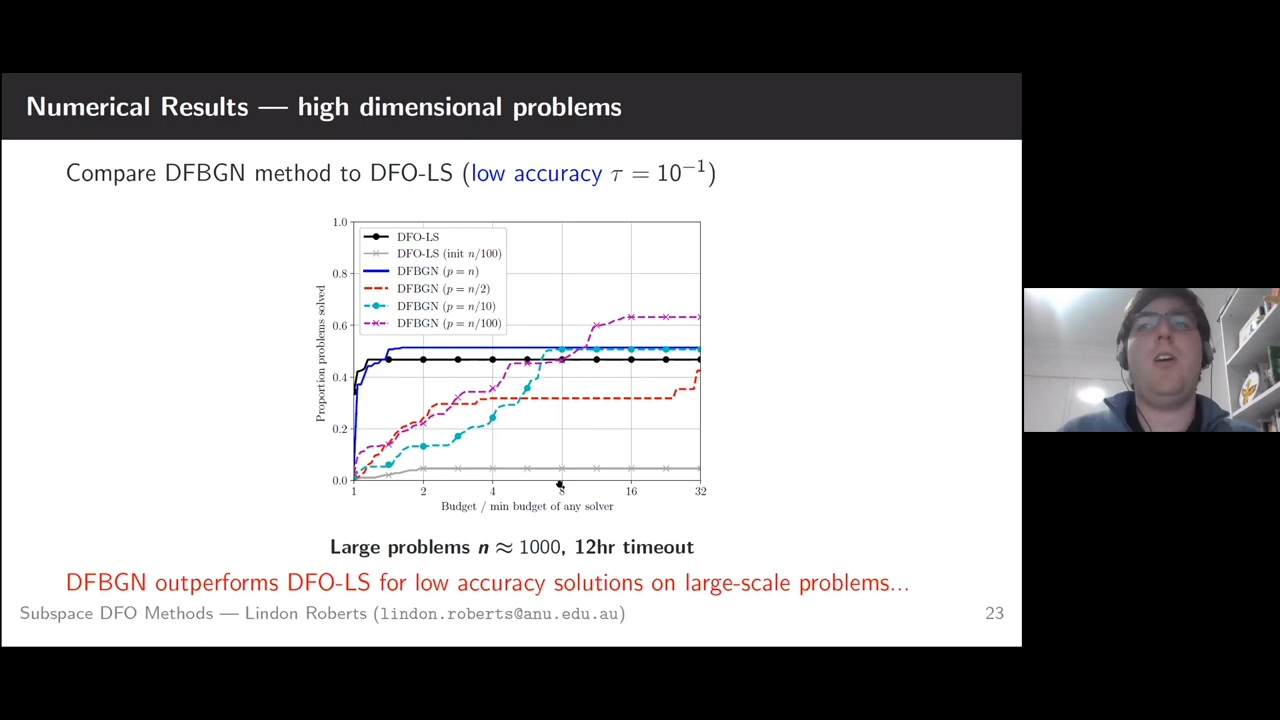 Numerical Results — high dimensional problems
Compare DFBGN method to DFO-LS (low accuracy τ = 10⁻¹)
1.0
0.8
0.6
0.4
0.2
0.0
Proportion problems solved
DFO-LS
DFO-LS (init n/100)
DFBGN (p = n)
DFBGN (p = n/2)
DFBGN (p = n/10)
DFBGN (p = n/100)
1 2 4 8 16 32
Budget / min budget of any solver
Large problems n ≈ 1000, 12hr timeout
DFBGN outperforms DFO-LS for low accuracy solutions on large-scale problems...
Subspace DFO Methods — Lindon Roberts (lindon.roberts@anu.edu.au) 23